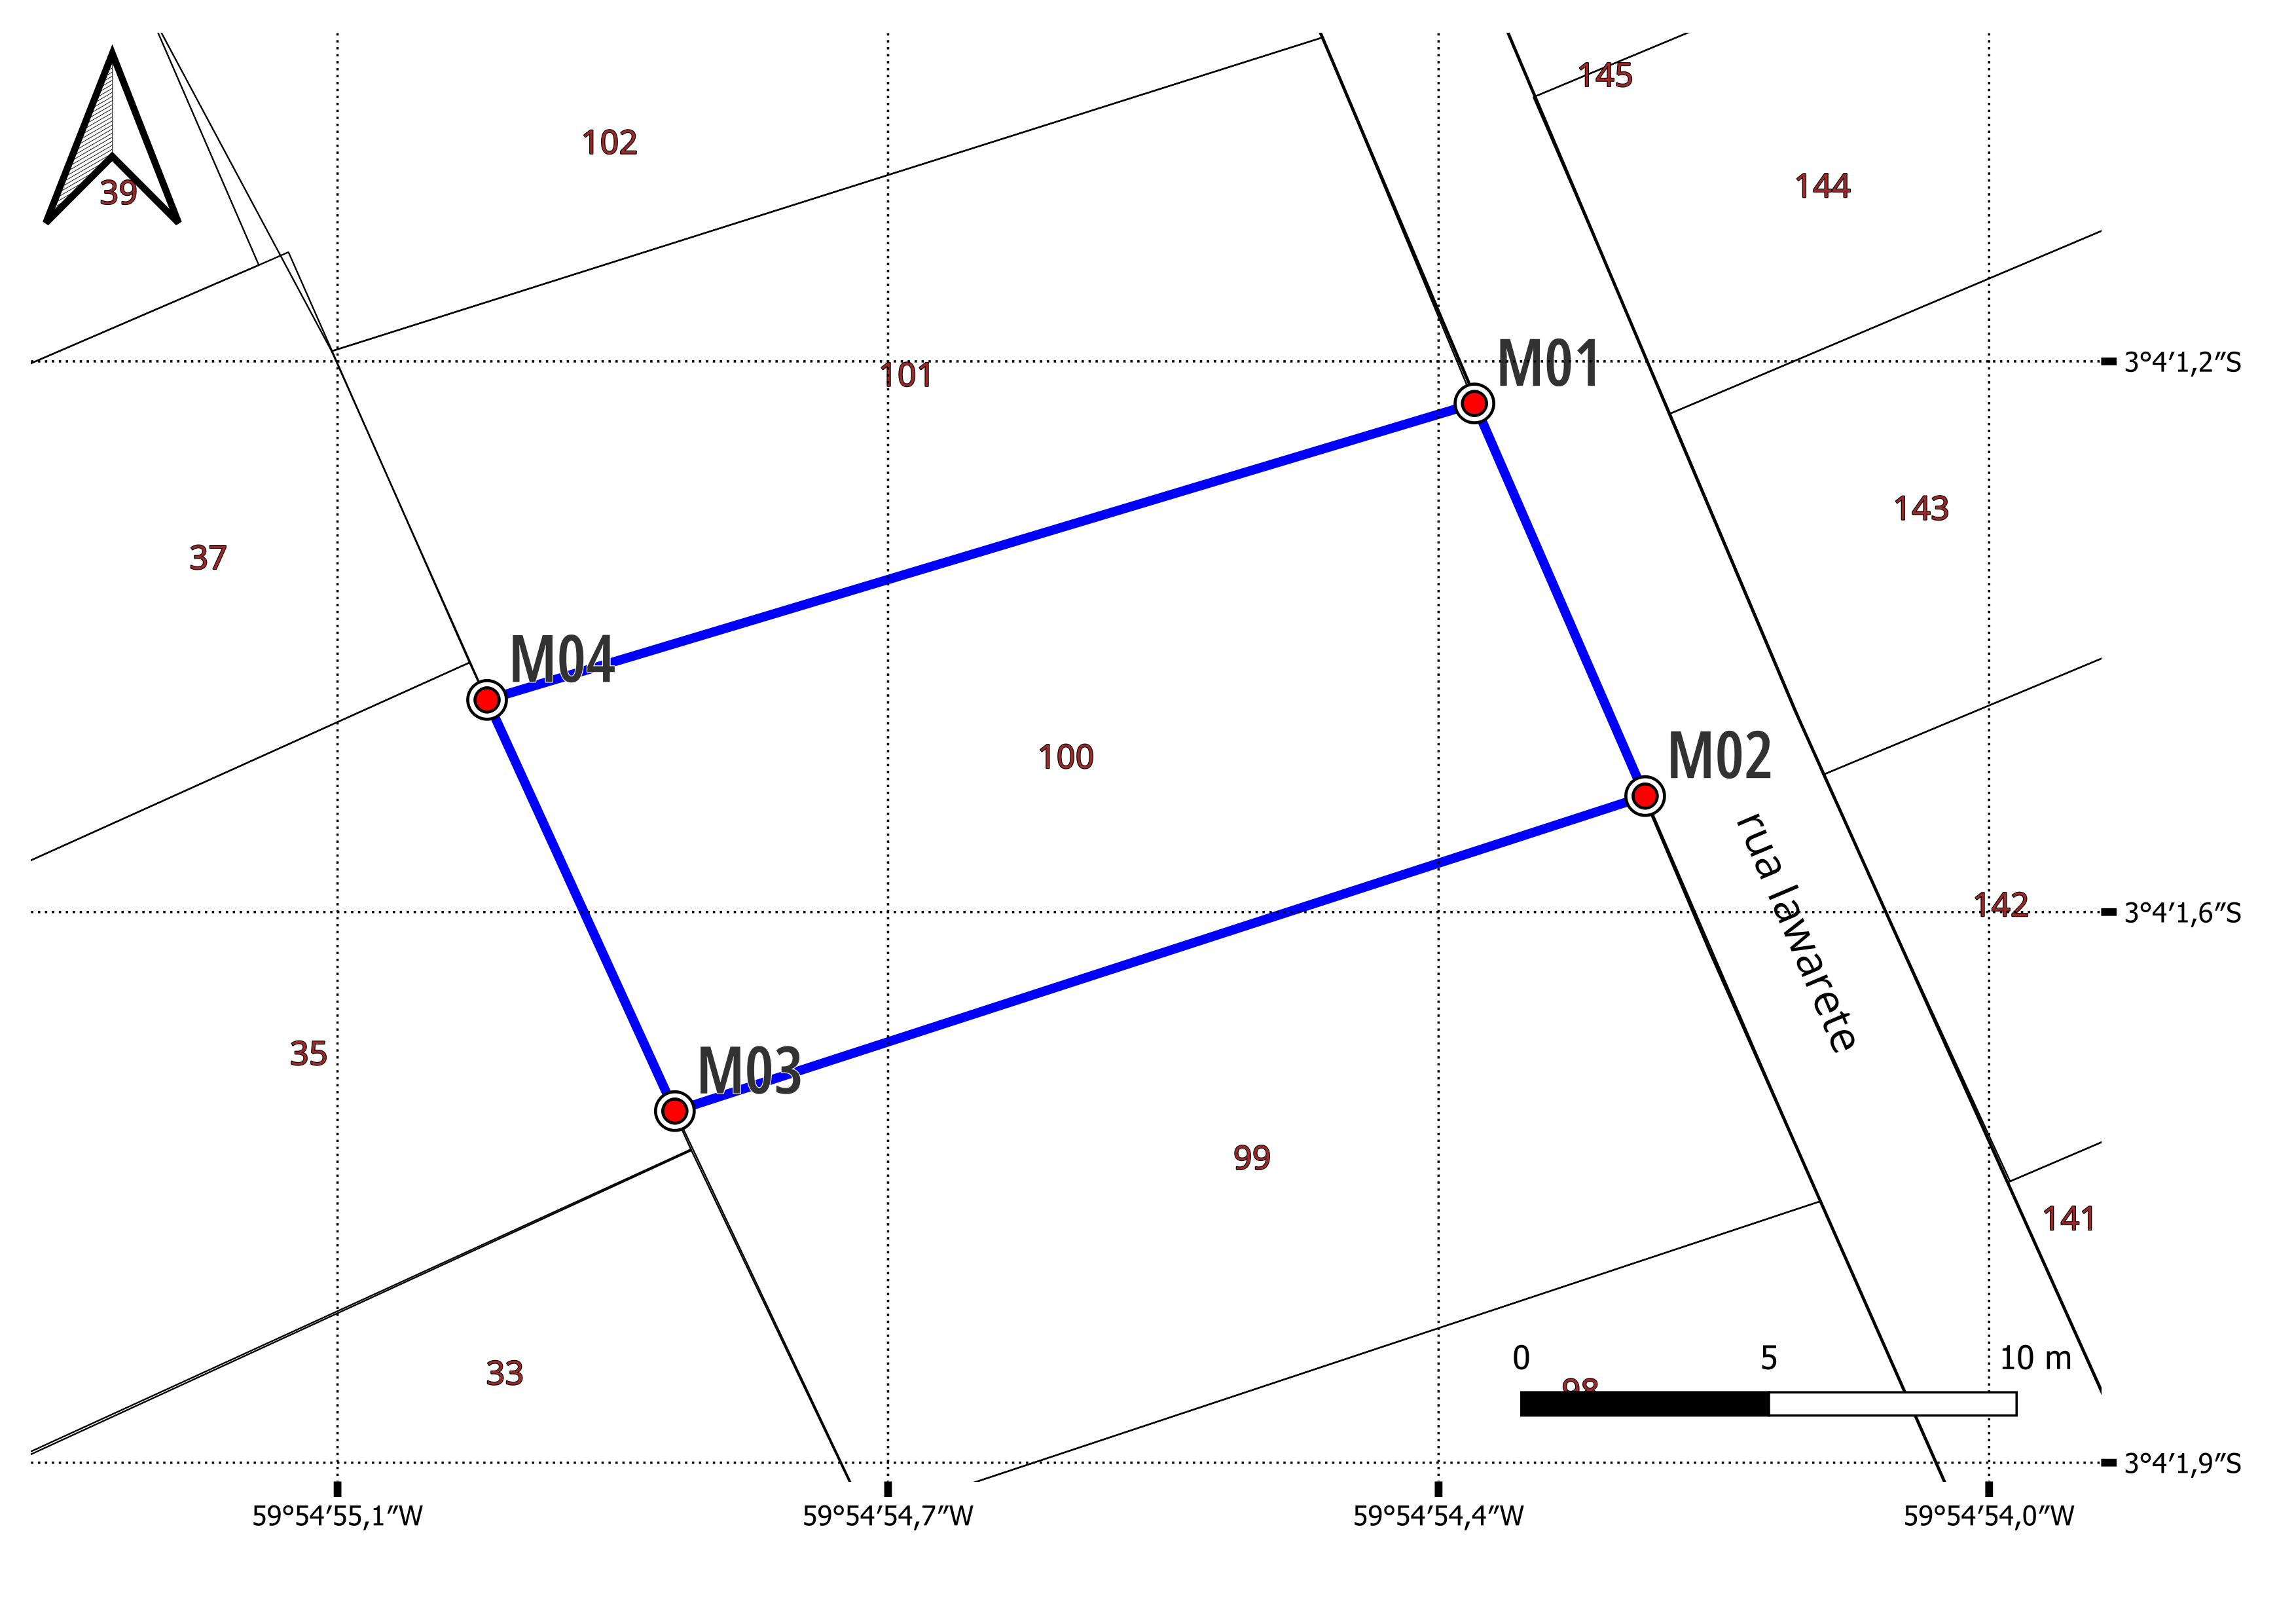 145
102
144
39
M01
3°4′1,2″S
101
143
37
M04
M02
100
rua Iawarete
142
3°4′1,6″S
35
M03
99
141
0 5 10 m
33
98
3°4′1,9″S
59°54′55,1″W 59°54′54,7″W 59°54′54,4″W 59°54′54,0″W